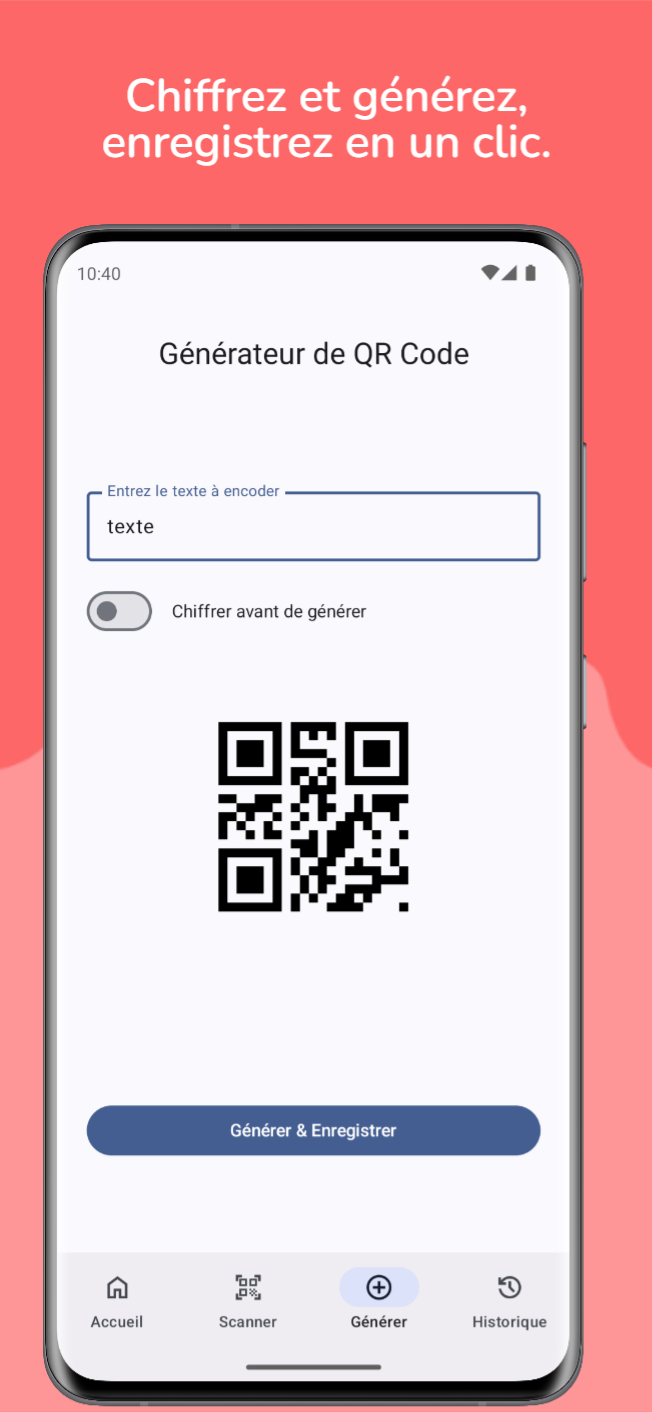 Chiffrez et générez,
enregistrez en un clic.
10:40
Générateur de QR Code
Entrez le texte à encoder
texte
Chiffrer avant de générer
Générer & Enregistrer
Accueil
Scanner
Générer
Historique